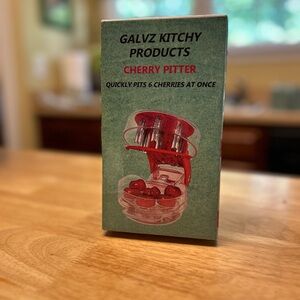 GALVZ KITCHY
PRODUCTS
CHERRY PITTER
QUICKLY PITS 6 CHERRIES AT ONCE